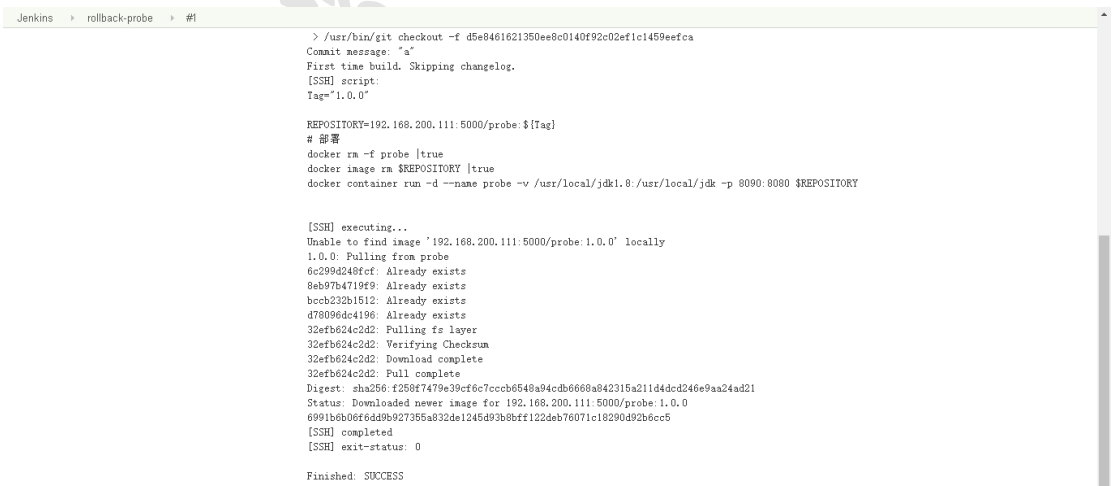 Jenkins rollback-probe #1
> /usr/bin/git checkout -f d5e8461621350ee8c0140f92c02ef1c1459eefca
Commit message: "a"
First time build. Skipping changelog.
[SSH] script:
Tag="1.0.0"
REPOSITORY=192.168.200.111:5000/probe:${Tag}
# 部署
docker rm -f probe |true
docker image rm $REPOSITORY |true
docker container run -d --name probe -v /usr/local/jdk1.8:/usr/local/jdk -p 8090:8080 $REPOSITORY
[SSH] executing...
Unable to find image '192.168.200.111:5000/probe:1.0.0' locally
1.0.0: Pulling from probe
6c299d248fcf: Already exists
8eb97b4719f9: Already exists
bccb232b1512: Already exists
d78096dc4196: Already exists
32efb624c2d2: Pulling fs layer
32efb624c2d2: Verifying Checksum
32efb624c2d2: Download complete
32efb624c2d2: Pull complete
Digest: sha256:f258f7479e39cf6c7cccb6548a94cdb6668a842315a211d4dcd246e9aa24ad21
Status: Downloaded newer image for 192.168.200.111:5000/probe:1.0.0
6991b6b06f6dd9b927355a832de1245d93b8bff122deb76071c18290d92b6cc5
[SSH] completed
[SSH] exit-status: 0
Finished: SUCCESS